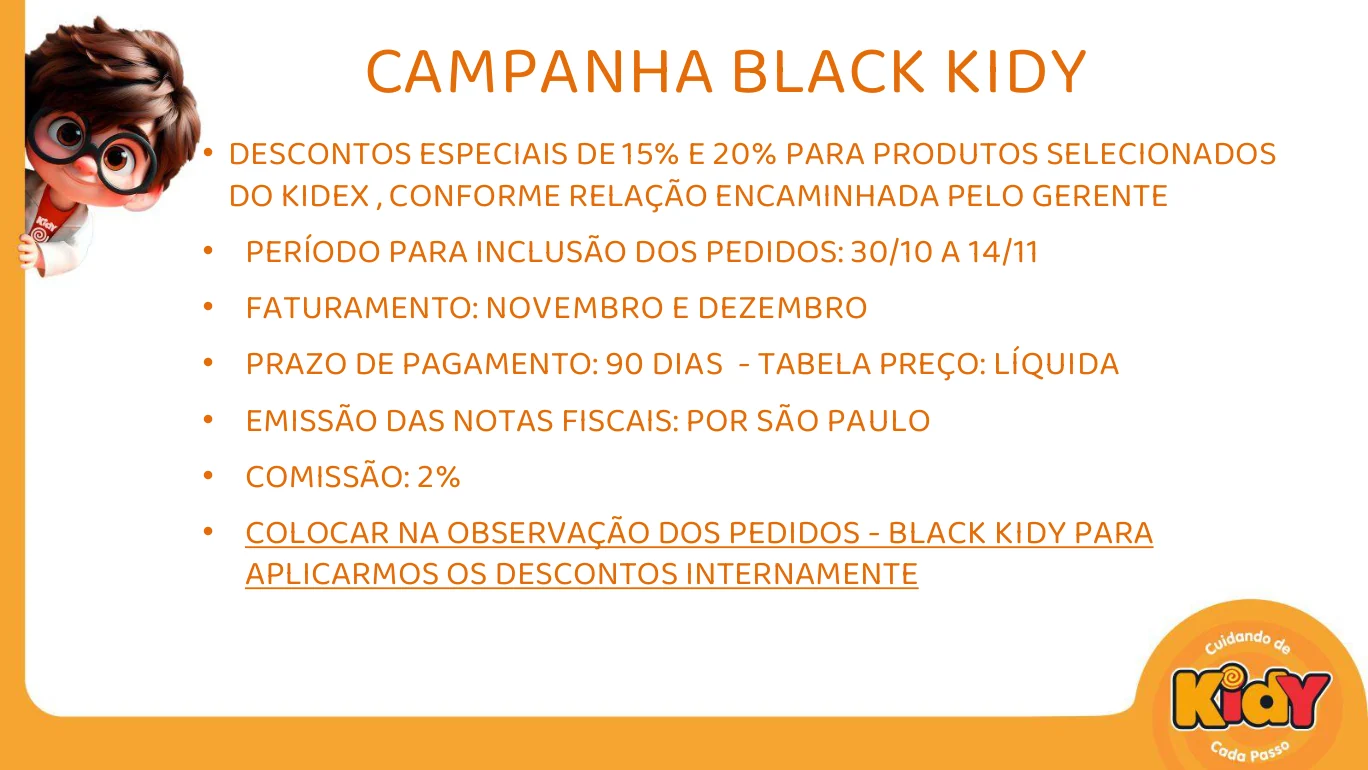 CAMPANHA BLACK KIDY
• DESCONTOS ESPECIAIS DE 15% E 20% PARA PRODUTOS SELECIONADOS
DO KIDEX , CONFORME RELAÇÃO ENCAMINHADA PELO GERENTE
• PERÍODO PARA INCLUSÃO DOS PEDIDOS: 30/10 A 14/11
• FATURAMENTO: NOVEMBRO E DEZEMBRO
• PRAZO DE PAGAMENTO: 90 DIAS - TABELA PREÇO: LÍQUIDA
• EMISSÃO DAS NOTAS FISCAIS: POR SÃO PAULO
• COMISSÃO: 2%
• COLOCAR NA OBSERVAÇÃO DOS PEDIDOS - BLACK KIDY PARA
APLICARMOS OS DESCONTOS INTERNAMENTE
KidY
Cuidando de
KidY
Cada Passo